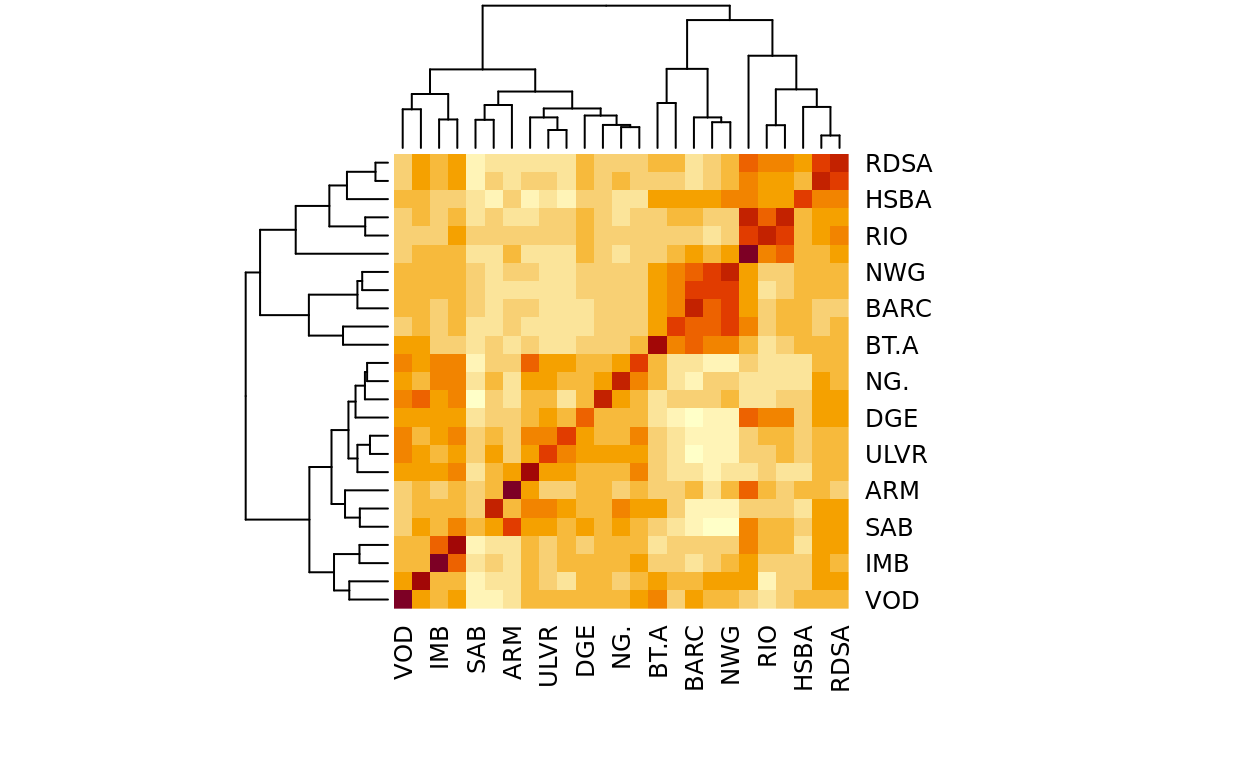 RDSA
HSBA
RIO
NWG
BARC
BT.A
NG.
DGE
ULVR
ARM
SAB
IMB
VOD
VOD
IMB
SAB
ARM
ULVR
DGE
NG.
BT.A
BARC
NWG
RIO
HSBA
RDSA